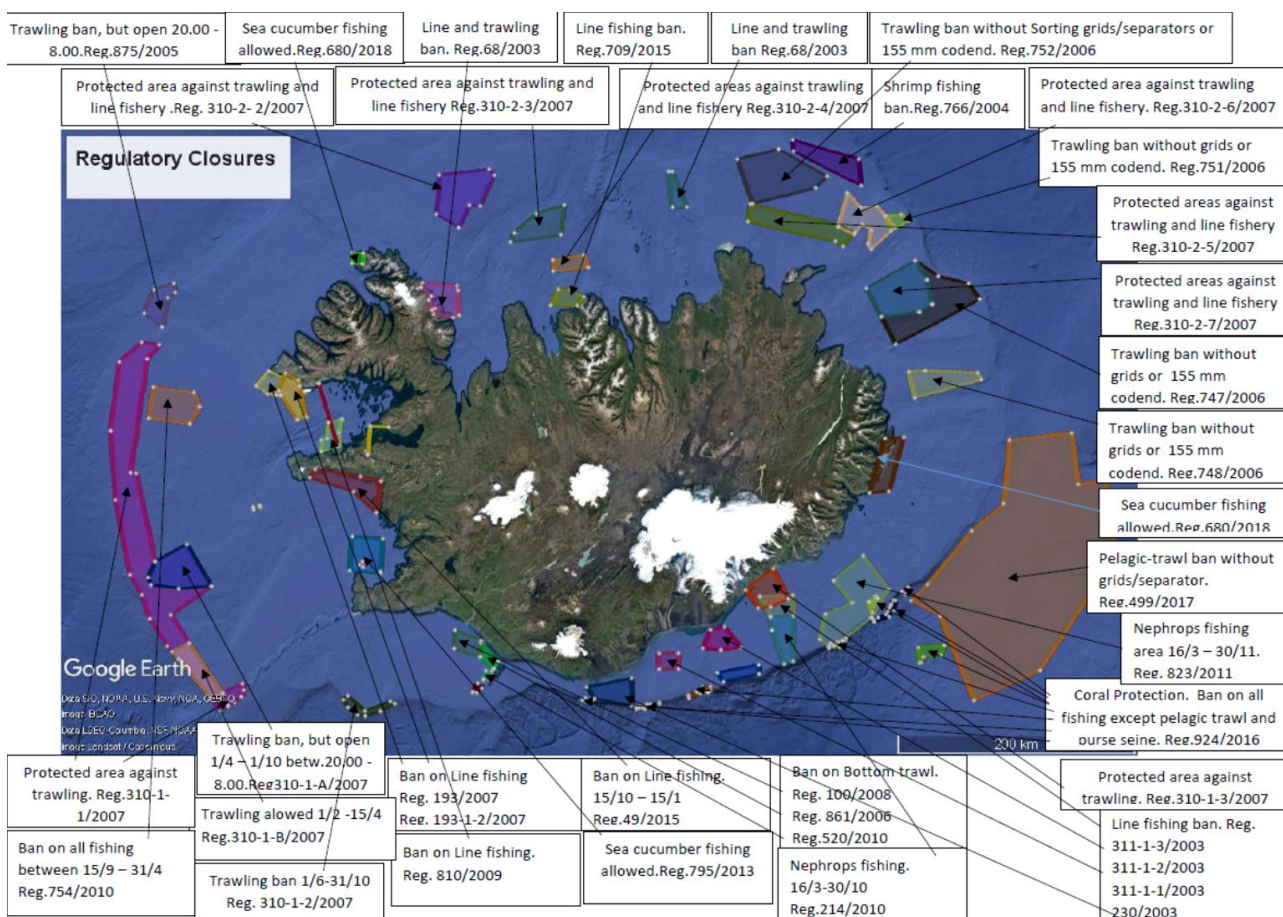 Trawling ban, but open 20.00 -
8.00.Reg.875/2005
Sea cucumber fishing
allowed.Reg.680/2018
Line and trawling
ban. Reg.68/2003
Line fishing ban.
Reg.709/2015
Line and trawling
ban Reg.68/2003
Trawling ban without Sorting grids/separators or
155 mm codend. Reg.752/2006
Protected area against trawling and
line fishery .Reg. 310-2- 2/2007
Protected area against trawling and
line fishery Reg.310-2-3/2007
Protected areas against trawling
and line fishery Reg.310-2-4/2007
Shrimp fishing
ban.Reg.766/2004
Protected area against trawling
and line fishery. Reg.310-2-6/2007
Regulatory Closures
Trawling ban without grids or
155 mm codend. Reg.751/2006
Protected areas against
trawling and line fishery
Reg.310-2-5/2007
Protected areas against
trawling and line fishery
Reg.310-2-7/2007
Trawling ban without
grids or 155 mm
codend. Reg.747/2006
Trawling ban without
grids or 155 mm
codend. Reg.748/2006
Sea cucumber fishing
allowed.Reg.680/2018
Pelagic-trawl ban without
grids/separator.
Reg.499/2017
Nephrops fishing
area 16/3 – 30/11.
Reg. 823/2011
Coral Protection. Ban on all
fishing except pelagic trawl and
purse seine. Reg.924/2016
Google Earth
Data SIO, NOAA, U.S. Navy, NGA, GEBCO
Image IBCAO
Data LDEO-Columbia, NSF, NOAA
Image Landsat / Copernicus
200 km
Protected area against
trawling. Reg.310-1-
1/2007
Trawling ban, but open
1/4 – 1/10 betw.20.00 -
8.00.Reg310-1-A/2007
Ban on Line fishing
Reg. 193/2007
Reg. 193-1-2/2007
Ban on Line fishing.
15/10 – 15/1
Reg.49/2015
Ban on Bottom trawl.
Reg. 100/2008
Reg. 861/2006
Reg.520/2010
Protected area against
trawling. Reg.310-1-3/2007
Trawling alowed 1/2 -15/4
Reg.310-1-B/2007
Line fishing ban. Reg.
311-1-3/2003
311-1-2/2003
311-1-1/2003
230/2003
Ban on all fishing
between 15/9 – 31/4
Reg.754/2010
Trawling ban 1/6-31/10
Reg. 310-1-2/2007
Ban on Line fishing.
Reg. 810/2009
Sea cucumber fishing
allowed.Reg.795/2013
Nephrops fishing.
16/3-30/10
Reg.214/2010